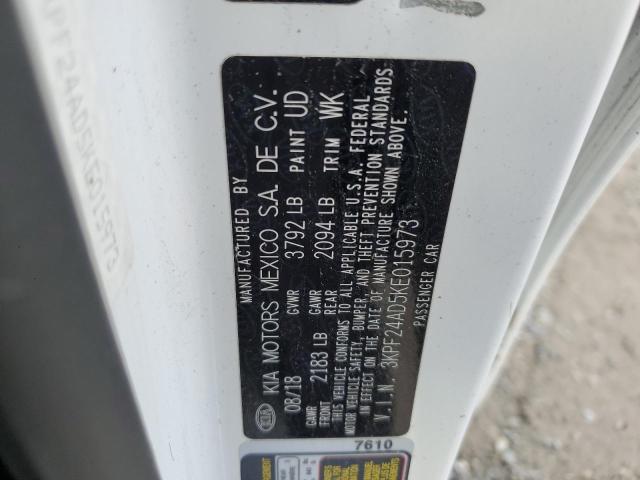 MANUFACTURED BY
KIA MOTORS MEXICO S.A. DE C.V.
08/18 GVWR 3792 LB PAINT UD
GAWR FRONT 2183 LB GAWR REAR 2094 LB TRIM WK
THIS VEHICLE CONFORMS TO ALL APPLICABLE U.S.A. FEDERAL
MOTOR VEHICLE SAFETY, BUMPER, AND THEFT PREVENTION STANDARDS
IN EFFECT ON THE DATE OF MANUFACTURE SHOWN ABOVE.
V.I.N. 3KPF24AD5KE015973
PASSENGER CAR
KIA
7610